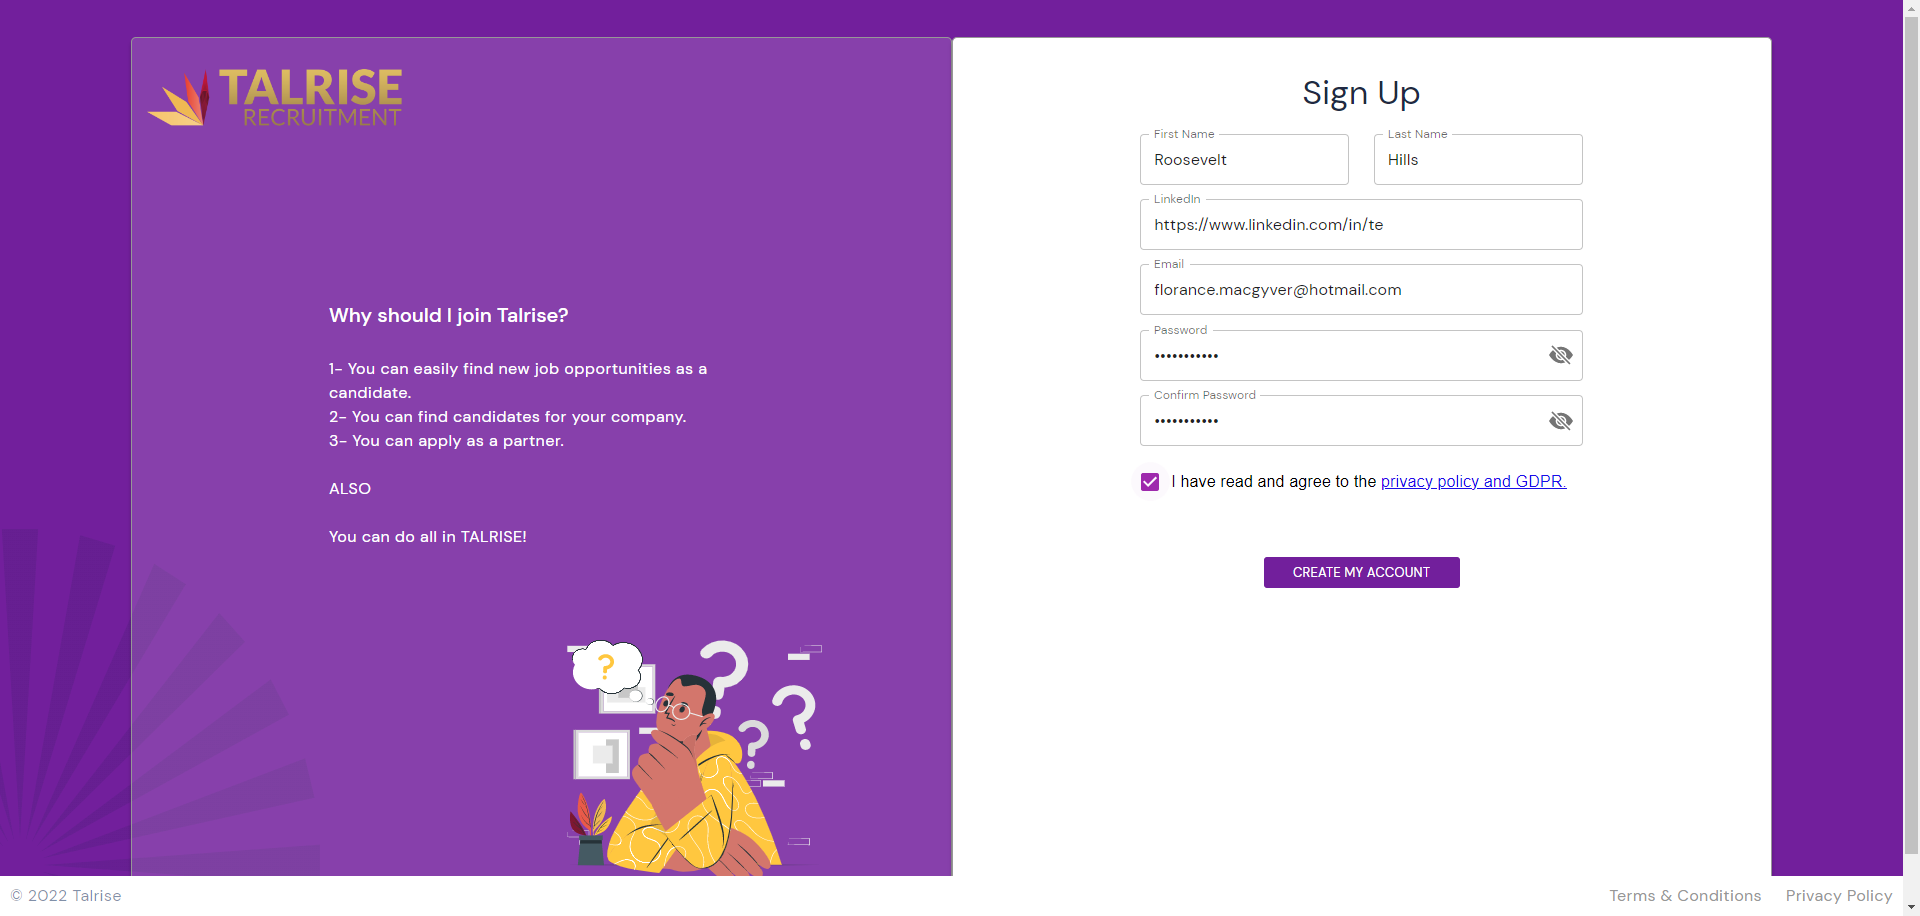 TALRISE
RECRUITMENT
Why should I join Talrise?
1- You can easily find new job opportunities as a
candidate.
2- You can find candidates for your company.
3- You can apply as a partner.
ALSO
You can do all in TALRISE!
?
Sign Up
First Name
Roosevelt
Last Name
Hills
LinkedIn
https://www.linkedin.com/in/te
Email
florance.macgyver@hotmail.com
Password
•••••••••••
Confirm Password
•••••••••••
I have read and agree to the privacy policy and GDPR.
CREATE MY ACCOUNT
© 2022 Talrise
Terms & Conditions
Privacy Policy